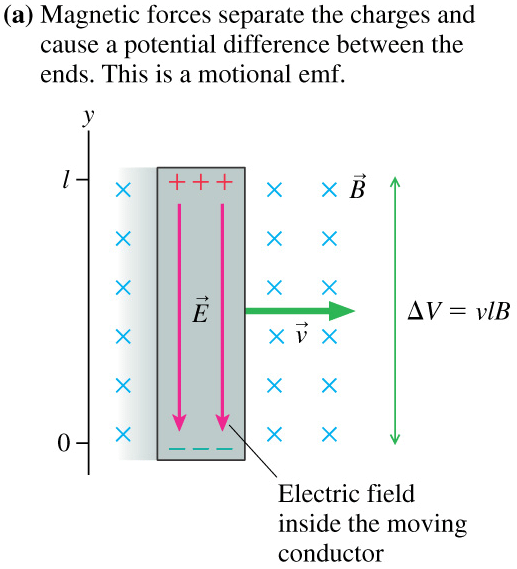 (a) Magnetic forces separate the charges and
cause a potential difference between the
ends. This is a motional emf.
y
l
+ + +
× × × B⃗
E⃗
ΔV = vlB
v⃗
0
– – –
Electric field
inside the moving
conductor